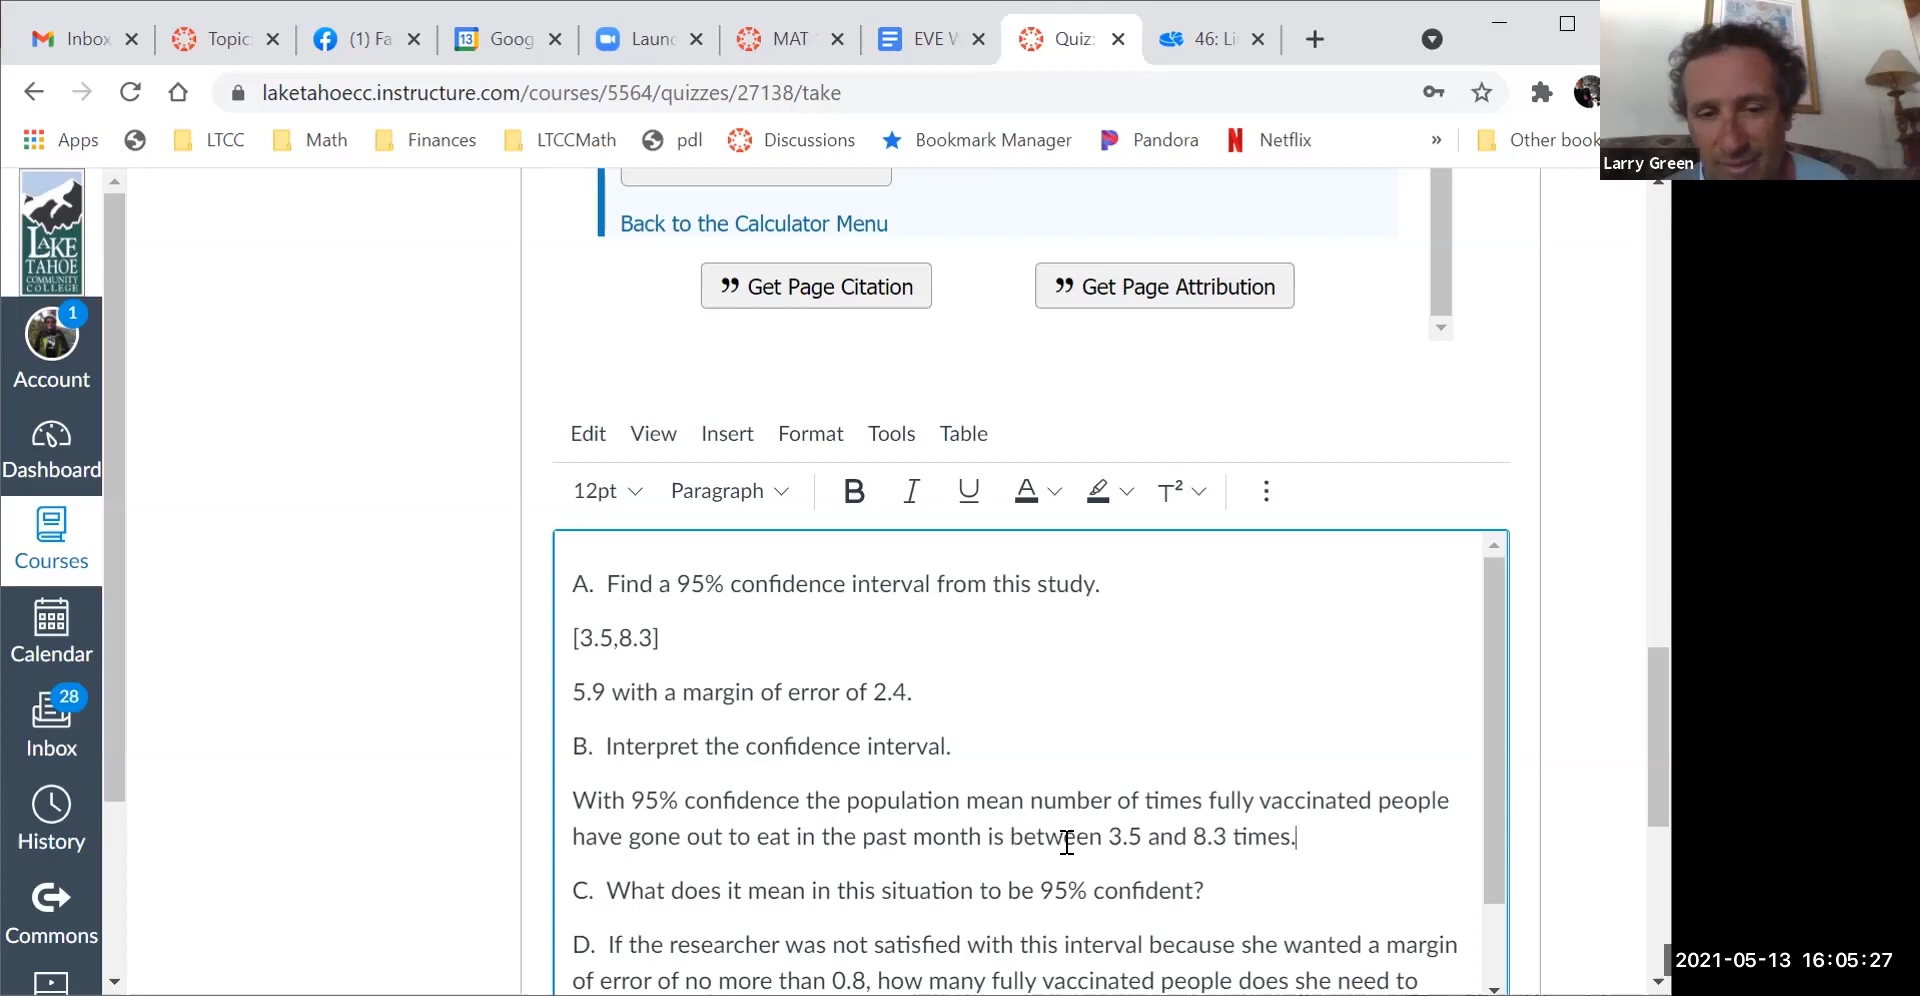 Inbox
Topic:
(1) Fa
13
Goog
Laun
MAT
EVE W
Quiz:
46: Li
laketahoecc.instructure.com/courses/5564/quizzes/27138/take
Apps
LTCC
Math
Finances
LTCCMath
pdl
Discussions
Bookmark Manager
Pandora
Netflix
»
Other book
Larry Green
LAKE
TAHOE
COMMUNITY
COLLEGE
1
Account
Dashboard
Courses
Calendar
28
Inbox
History
Commons
Back to the Calculator Menu
Get Page Citation
Get Page Attribution
Edit View Insert Format Tools Table
12pt Paragraph B I U A T²
A. Find a 95% confidence interval from this study.
[3.5,8.3]
5.9 with a margin of error of 2.4.
B. Interpret the confidence interval.
With 95% confidence the population mean number of times fully vaccinated people
have gone out to eat in the past month is between 3.5 and 8.3 times.
C. What does it mean in this situation to be 95% confident?
D. If the researcher was not satisfied with this interval because she wanted a margin
of error of no more than 0.8, how many fully vaccinated people does she need to
2021-05-13 16:05:27